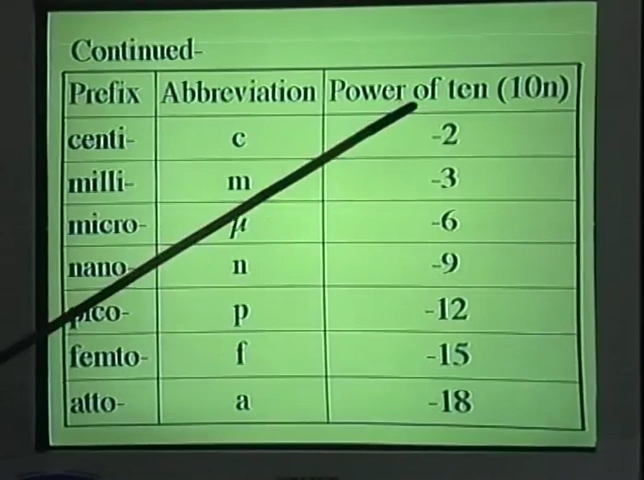 Continued-
Prefix Abbreviation Power of ten (10n)
centi- c -2
milli- m -3
micro- μ -6
nano- n -9
pico- p -12
femto- f -15
atto- a -18